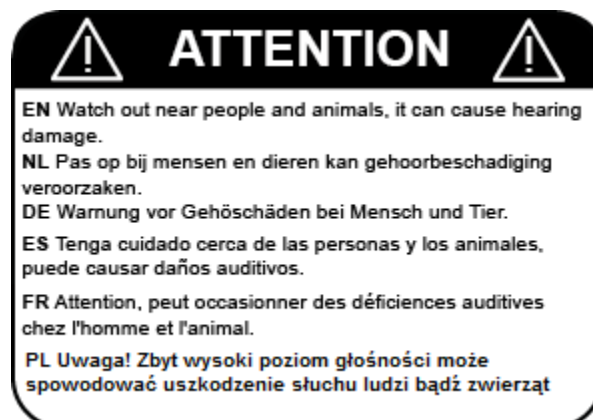 ATTENTION
EN Watch out near people and animals, it can cause hearing
damage.
NL Pas op bij mensen en dieren kan gehoorbeschadiging
veroorzaken.
DE Warnung vor Gehöschäden bei Mensch und Tier.
ES Tenga cuidado cerca de las personas y los animales,
puede causar daños auditivos.
FR Attention, peut occasionner des déficiences auditives
chez l'homme et l'animal.
PL Uwaga! Zbyt wysoki poziom głośności może
spowodować uszkodzenie słuchu ludzi bądź zwierząt